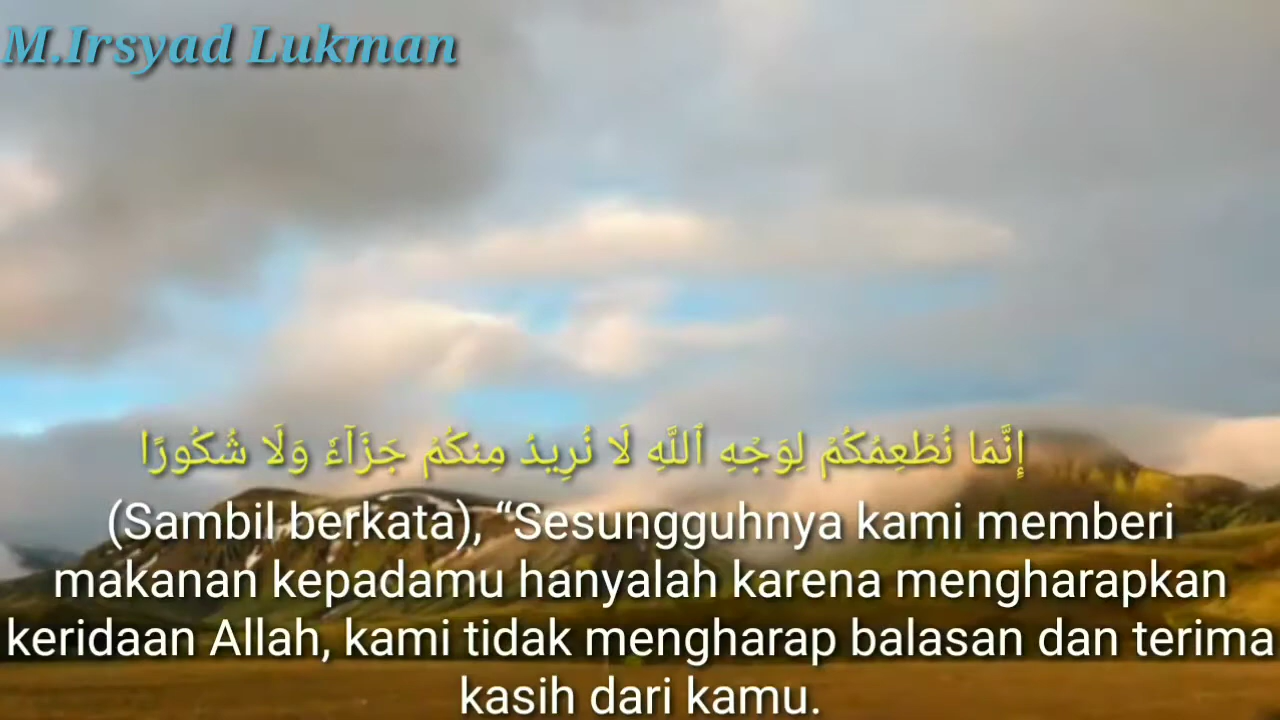 M.Irsyad Lukman
إِنَّمَا نُطْعِمُكُمْ لِوَجْهِ ٱللَّهِ لَا نُرِيدُ مِنكُمْ جَزَآءً وَلَا شُكُورًا
(Sambil berkata), “Sesungguhnya kami memberi
makanan kepadamu hanyalah karena mengharapkan
keridaan Allah, kami tidak mengharap balasan dan terima
kasih dari kamu.